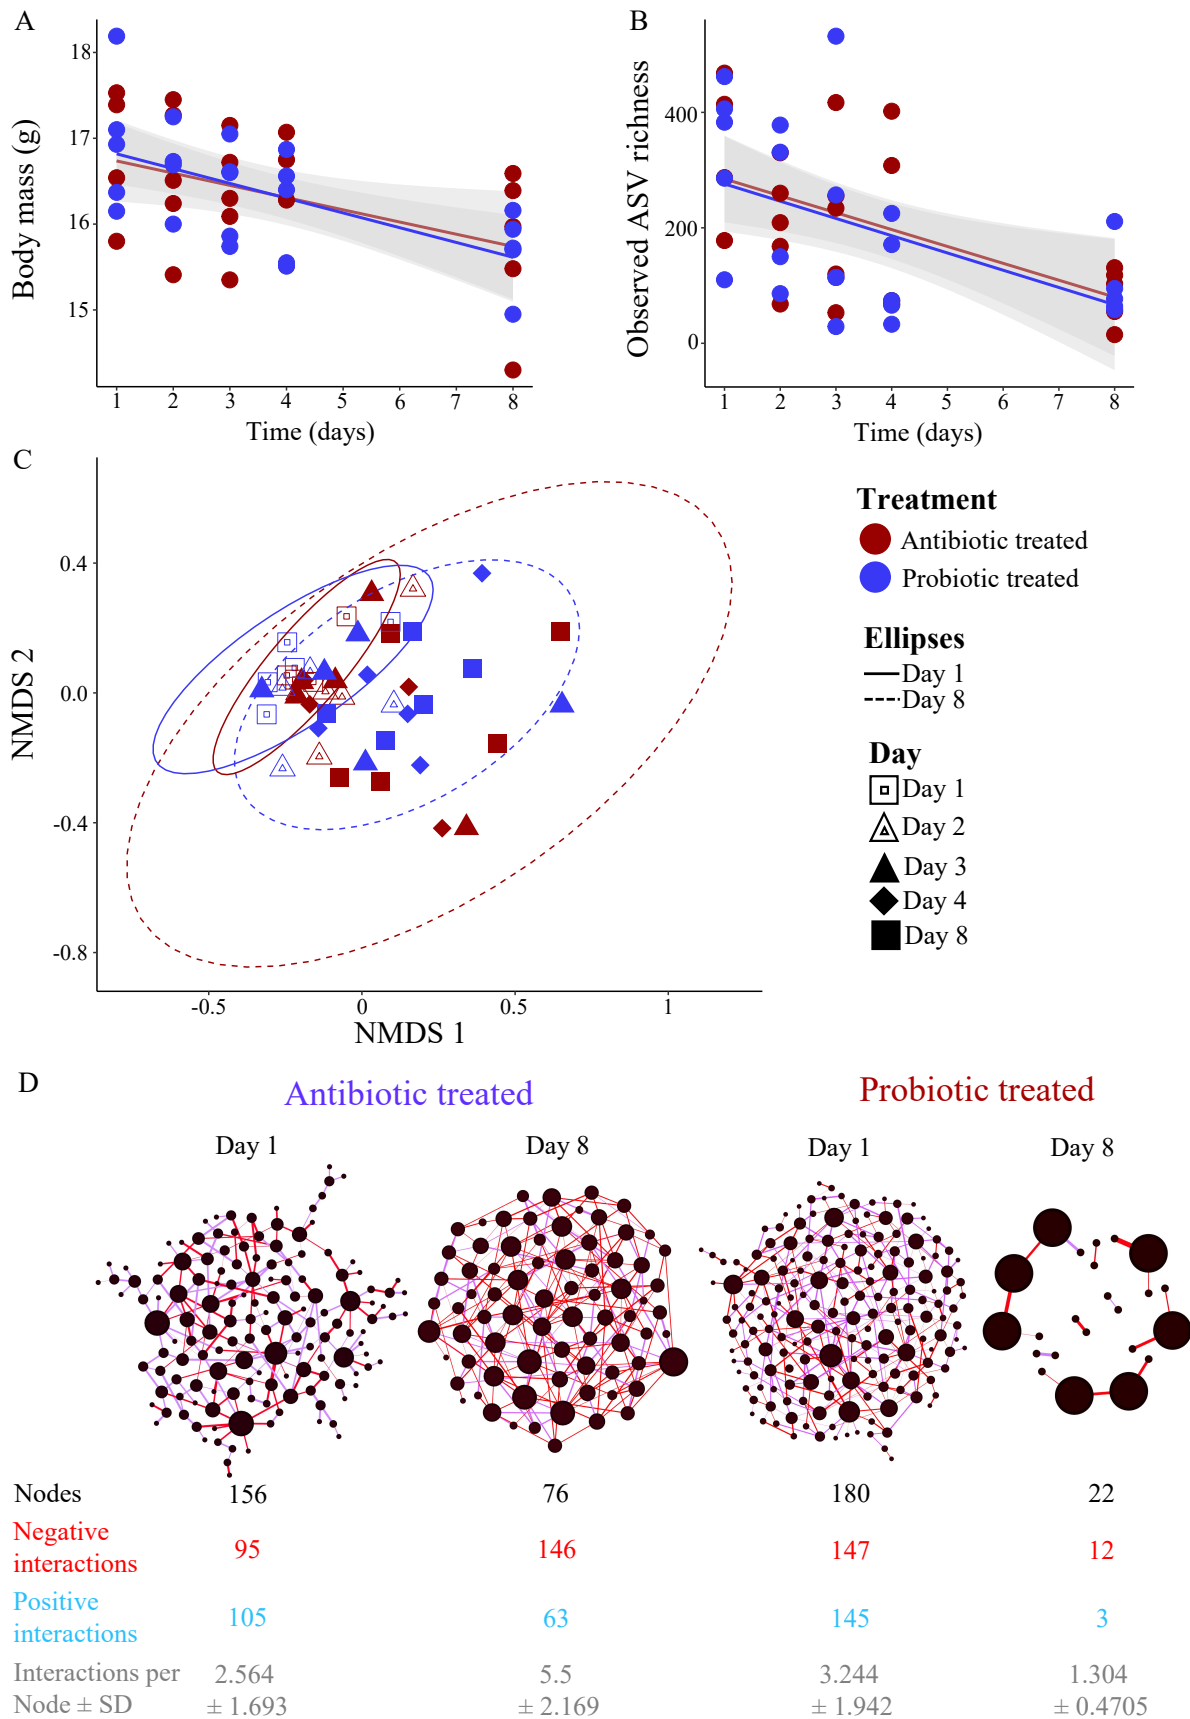 A
B
18
17
16
15
Body mass (g)
1 2 3 4 5 6 7 8
Time (days)
400
200
0
Observed ASV richness
1 2 3 4 5 6 7 8
Time (days)
C
0.4
0.0
-0.4
-0.8
NMDS 2
-0.5 0 0.5 1
NMDS 1
Treatment
Antibiotic treated
Probiotic treated
Ellipses
Day 1
Day 8
Day
Day 1
Day 2
Day 3
Day 4
Day 8
D
Antibiotic treated
Probiotic treated
Day 1 Day 8 Day 1 Day 8
Nodes 156 76 180 22
Negative
interactions 95 146 147 12
Positive
interactions 105 63 145 3
Interactions per 2.564 5.5 3.244 1.304
Node ± SD ± 1.693 ± 2.169 ± 1.942 ± 0.4705